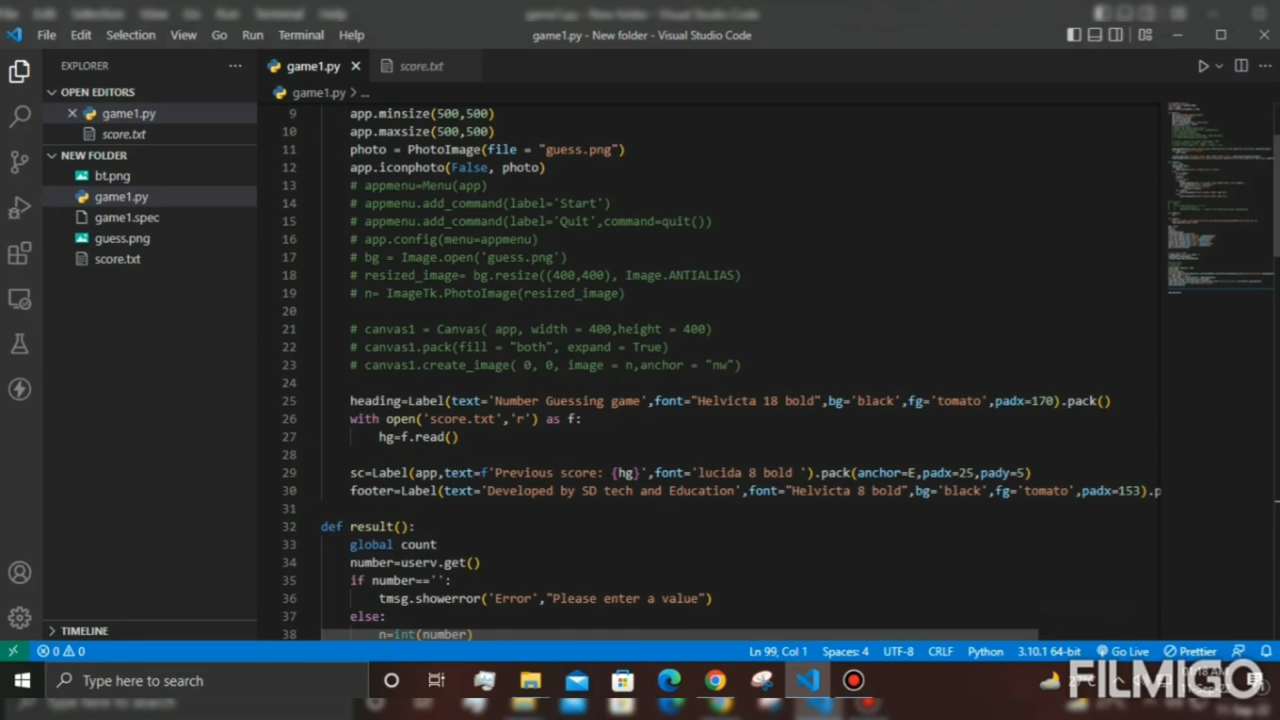 File Edit Selection View Go Run Terminal Help
game1.py - New folder - Visual Studio Code
EXPLORER
OPEN EDITORS
game1.py
score.txt
NEW FOLDER
bt.png
game1.py
game1.spec
guess.png
score.txt
TIMELINE
game1.py score.txt
game1.py > ...
9 app.minsize(500,500)
10 app.maxsize(500,500)
11 photo = PhotoImage(file = "guess.png")
12 app.iconphoto(False, photo)
13 # appmenu=Menu(app)
14 # appmenu.add_command(label='Start')
15 # appmenu.add_command(label='Quit',command=quit())
16 # app.config(menu=appmenu)
17 # bg = Image.open('guess.png')
18 # resized_image= bg.resize((400,400), Image.ANTIALIAS)
19 # n= ImageTk.PhotoImage(resized_image)
20
21 # canvas1 = Canvas( app, width = 400,height = 400)
22 # canvas1.pack(fill = "both", expand = True)
23 # canvas1.create_image( 0, 0, image = n,anchor = "nw")
24
25 heading=Label(text='Number Guessing game',font="Helvicta 18 bold",bg='black',fg='tomato',padx=170).pack()
26 with open('score.txt','r') as f:
27 hg=f.read()
28
29 sc=Label(app,text=f'Previous score: {hg}',font='lucida 8 bold ').pack(anchor=E,padx=25,pady=5)
30 footer=Label(text='Developed by SD tech and Education',font="Helvicta 8 bold",bg='black',fg='tomato',padx=153).p
31
32 def result():
33 global count
34 number=userv.get()
35 if number=='':
36 tmsg.showerror('Error',"Please enter a value")
37 else:
38 n=int(number)
0 0 Ln 99, Col 1 Spaces: 4 UTF-8 CRLF Python 3.10.1 64-bit Go Live Prettier
Type here to search
FILMIGO